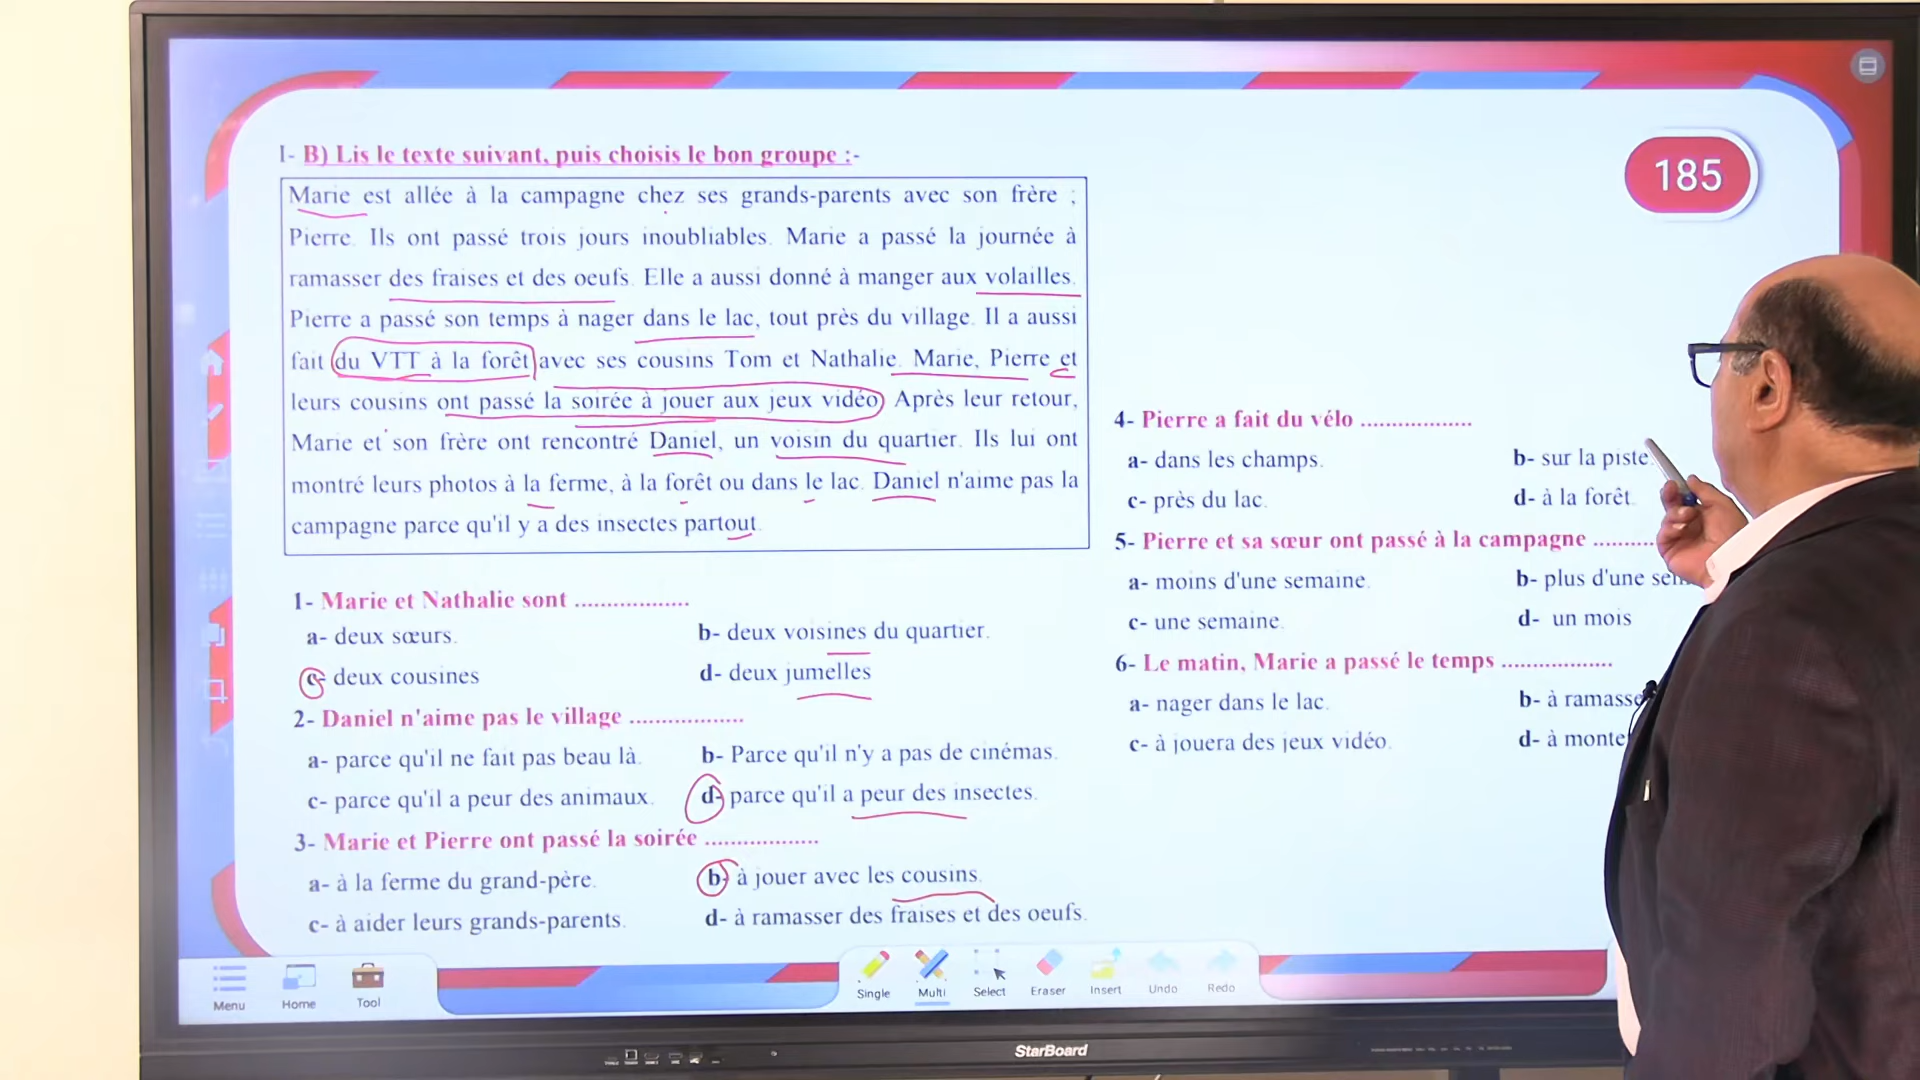 185
I- B) Lis le texte suivant, puis choisis le bon groupe :-
Marie est allée à la campagne chez ses grands-parents avec son frère ;
Pierre. Ils ont passé trois jours inoubliables. Marie a passé la journée à
ramasser des fraises et des oeufs. Elle a aussi donné à manger aux volailles.
Pierre a passé son temps à nager dans le lac, tout près du village. Il a aussi
fait du VTT à la forêt avec ses cousins Tom et Nathalie. Marie, Pierre et
leurs cousins ont passé la soirée à jouer aux jeux vidéo. Après leur retour,
Marie et son frère ont rencontré Daniel, un voisin du quartier. Ils lui ont
montré leurs photos à la ferme, à la forêt ou dans le lac. Daniel n'aime pas la
campagne parce qu'il y a des insectes partout.
1- Marie et Nathalie sont ..................
a- deux sœurs.
b- deux voisines du quartier.
c- deux cousines
d- deux jumelles
2- Daniel n'aime pas le village ..................
a- parce qu'il ne fait pas beau là.
b- Parce qu'il n'y a pas de cinémas.
c- parce qu'il a peur des animaux.
d- parce qu'il a peur des insectes.
3- Marie et Pierre ont passé la soirée ..................
a- à la ferme du grand-père.
b- à jouer avec les cousins.
c- à aider leurs grands-parents.
d- à ramasser des fraises et des oeufs.
4- Pierre a fait du vélo ..................
a- dans les champs.
b- sur la piste.
c- près du lac.
d- à la forêt.
5- Pierre et sa sœur ont passé à la campagne ..........
a- moins d'une semaine.
b- plus d'une
c- une semaine.
d- un mois
6- Le matin, Marie a passé le temps ..................
a- nager dans le lac.
b- à
c- à jouera des jeux vidéo.
d- à
Menu
Home
Tool
Single
Multi
Select
Eraser
Insert
Undo
Redo
StarBoard